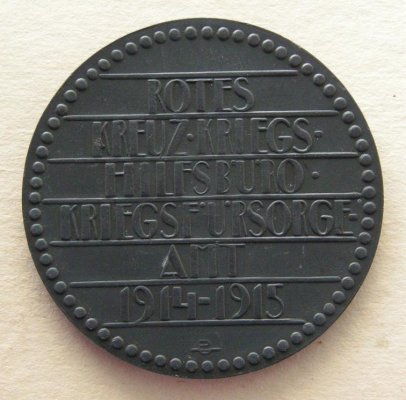 ROTES
KREUZ·KRIEGS·
HILFSBURO·
KRIEGSFÜRSORGE-
AMT
1914-1915